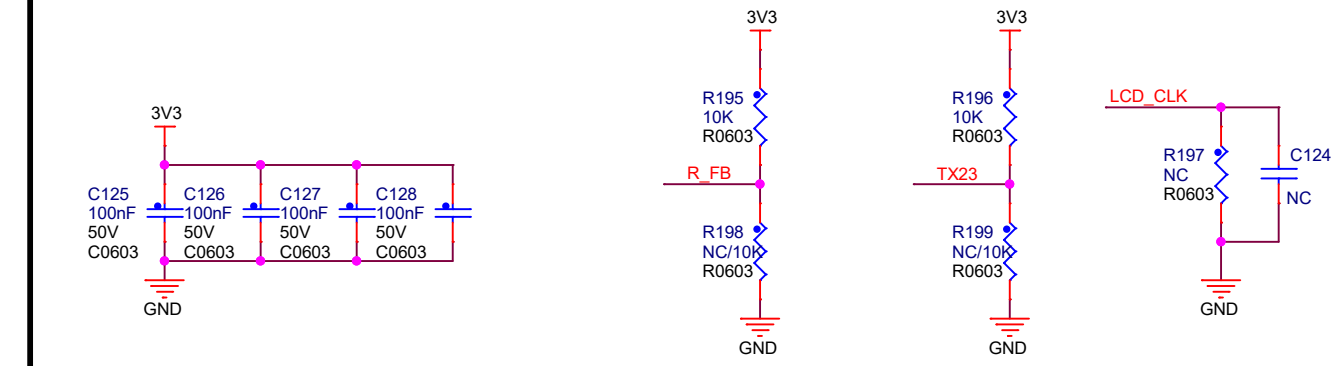 3V3
C125
100nF
50V
C0603
C126
100nF
50V
C0603
C127
100nF
50V
C0603
C128
100nF
50V
C0603
GND
3V3
R195
10K
R0603
R_FB
R198
NC/10K
R0603
GND
3V3
R196
10K
R0603
TX23
R199
NC/10K
R0603
GND
LCD_CLK
R197
NC
R0603
C124
NC
GND